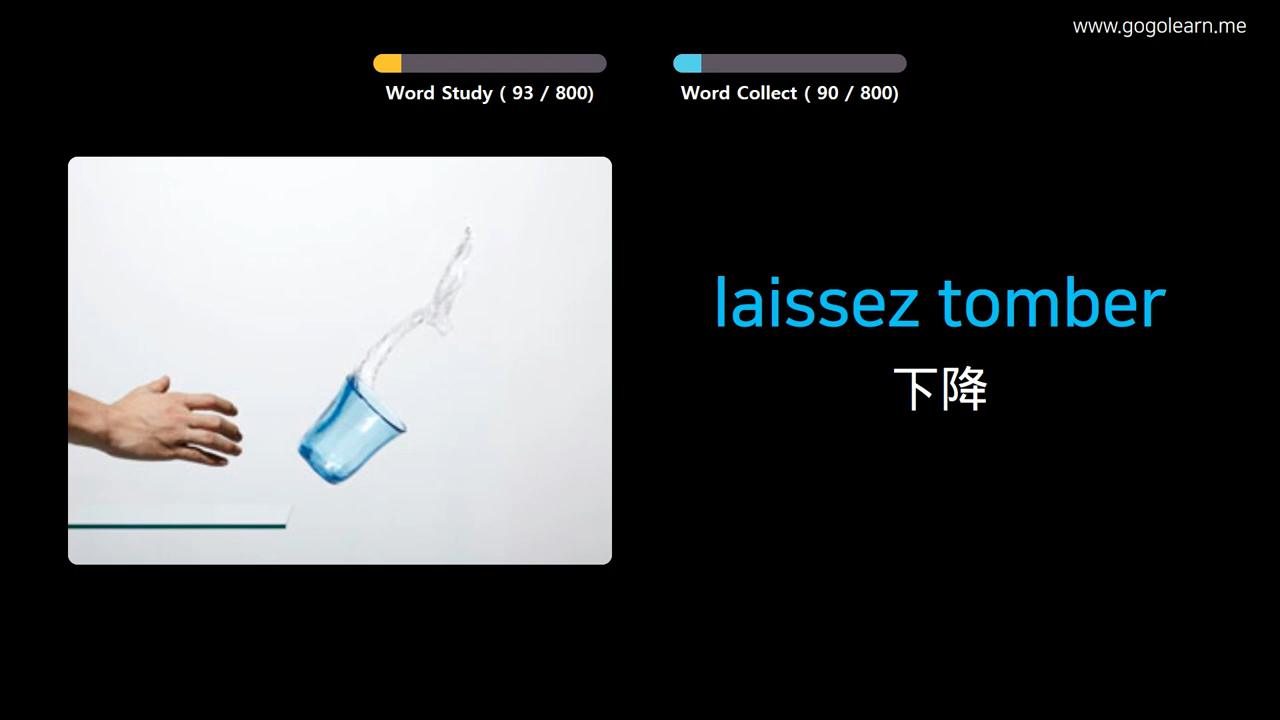 www.gogolearn.me
Word Study ( 93 / 800)
Word Collect ( 90 / 800)
laissez tomber
下降